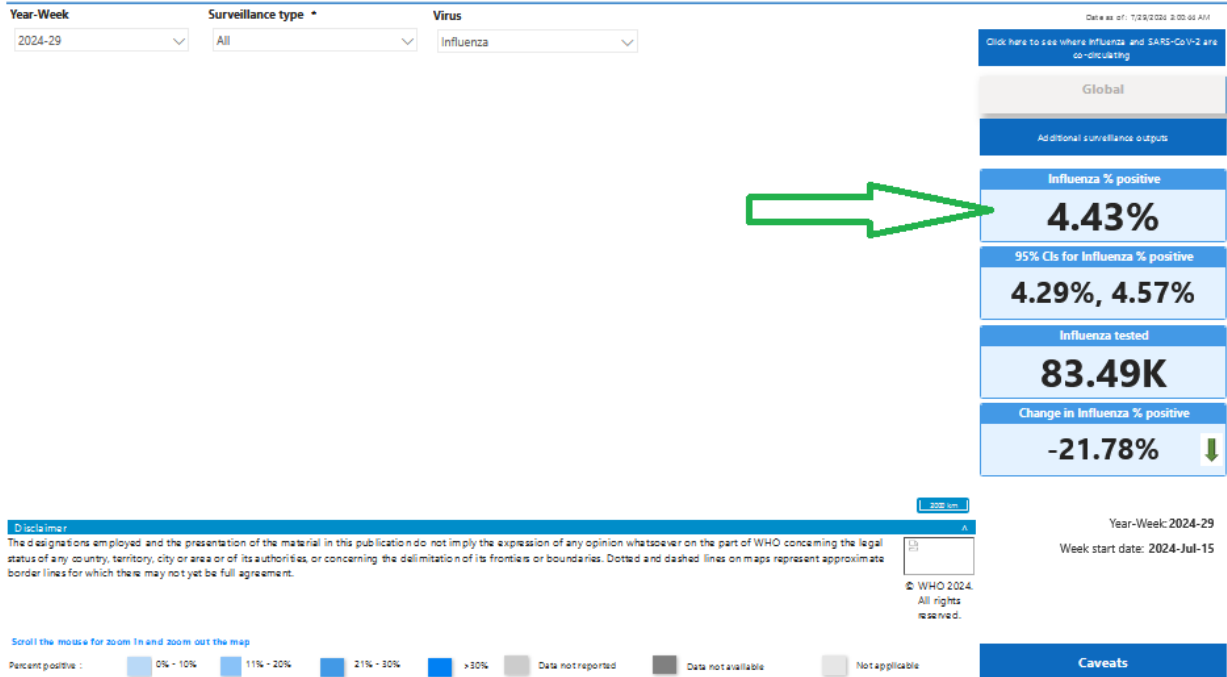 Year-Week
Surveillance type *
Virus
Date as of: 7/29/2024
2024-29
All
Influenza
Click here to see where Influenza and SARS-CoV-2 are
co-circulating
Global
Additional surveillance outputs
Influenza % positive
4.43%
95% CIs for Influenza % positive
4.29%, 4.57%
Influenza tested
83.49K
Change in Influenza % positive
-21.78%
2000 km
Disclaimer
The designations employed and the presentation of the material in this publication do not imply the expression of any opinion whatsoever on the part of WHO concerning the legal
status of any country, territory, city or area or of its authorities, or concerning the delimitation of its frontiers or boundaries. Dotted and dashed lines on maps represent approximate
border lines for which there may not yet be full agreement.
© WHO 2024.
All rights
reserved.
Year-Week: 2024-29
Week start date: 2024-Jul-15
Scroll the mouse for zoom In and zoom out the map
Percent positive :
0% - 10%
11% - 20%
21% - 30%
>30%
Data not reported
Data not available
Not applicable
Caveats